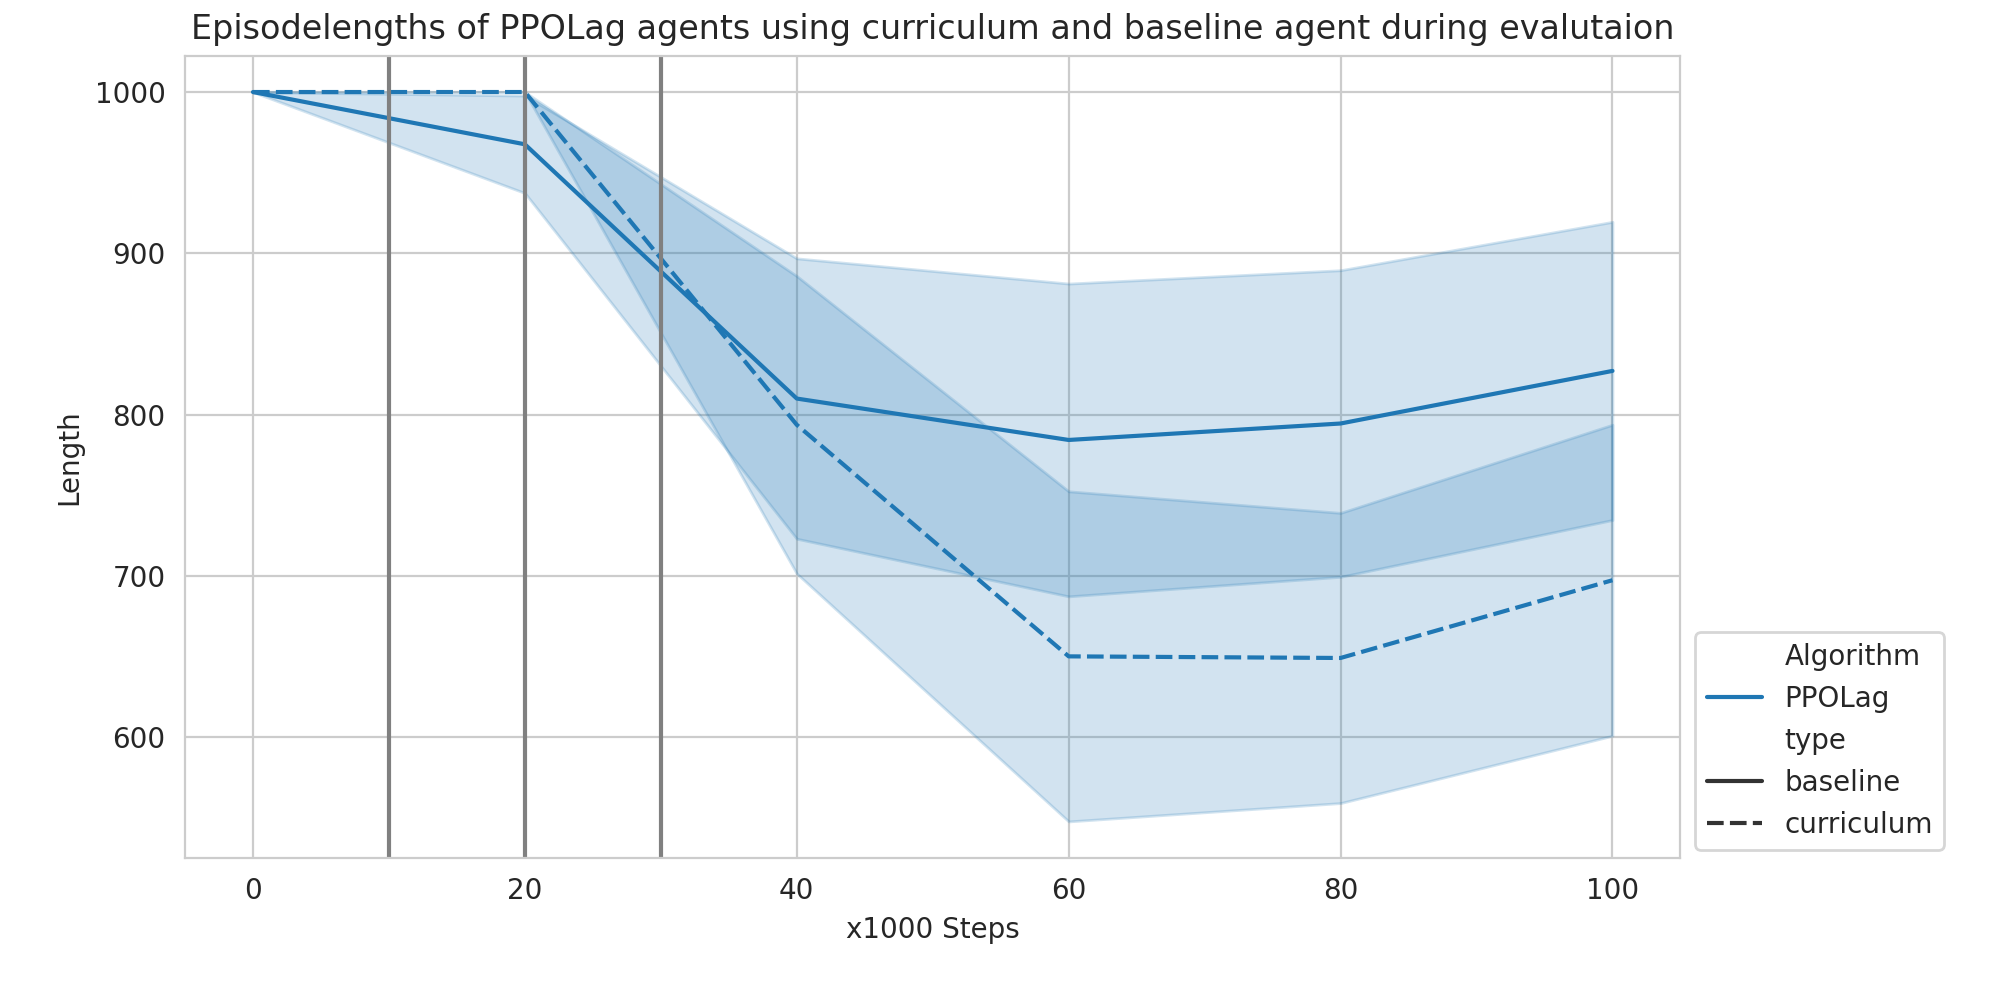 Episodelengths of PPOLag agents using curriculum and baseline agent during evalutaion
1000
900
800
700
600
Length
0 20 40 60 80 100
x1000 Steps
Algorithm
PPOLag
type
baseline
curriculum